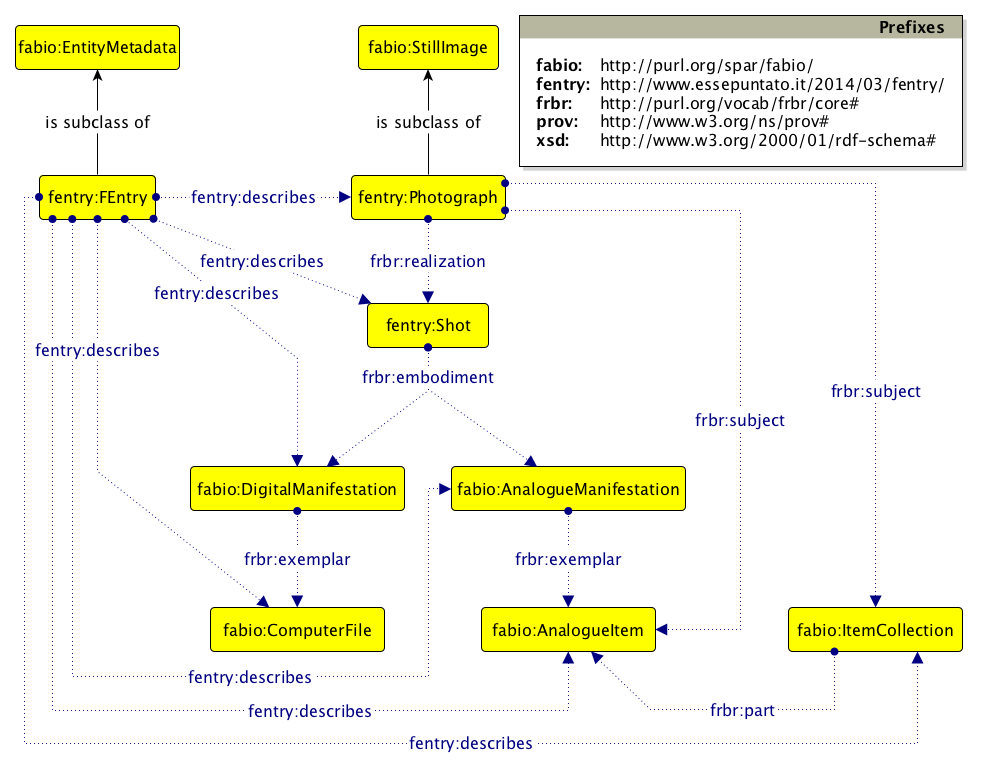 Prefixes
fabio: http://purl.org/spar/fabio/
fentry: http://www.essepuntato.it/2014/03/fentry/
frbr: http://purl.org/vocab/frbr/core#
prov: http://www.w3.org/ns/prov#
xsd: http://www.w3.org/2000/01/rdf-schema#
fabio:EntityMetadata
fabio:StillImage
is subclass of
is subclass of
fentry:FEntry
fentry:describes
fentry:Photograph
fentry:describes
frbr:realization
fentry:describes
fentry:Shot
fentry:describes
frbr:embodiment
frbr:subject
frbr:subject
fabio:DigitalManifestation
fabio:AnalogueManifestation
frbr:exemplar
frbr:exemplar
fabio:ComputerFile
fabio:AnalogueItem
fabio:ItemCollection
fentry:describes
fentry:describes
frbr:part
fentry:describes